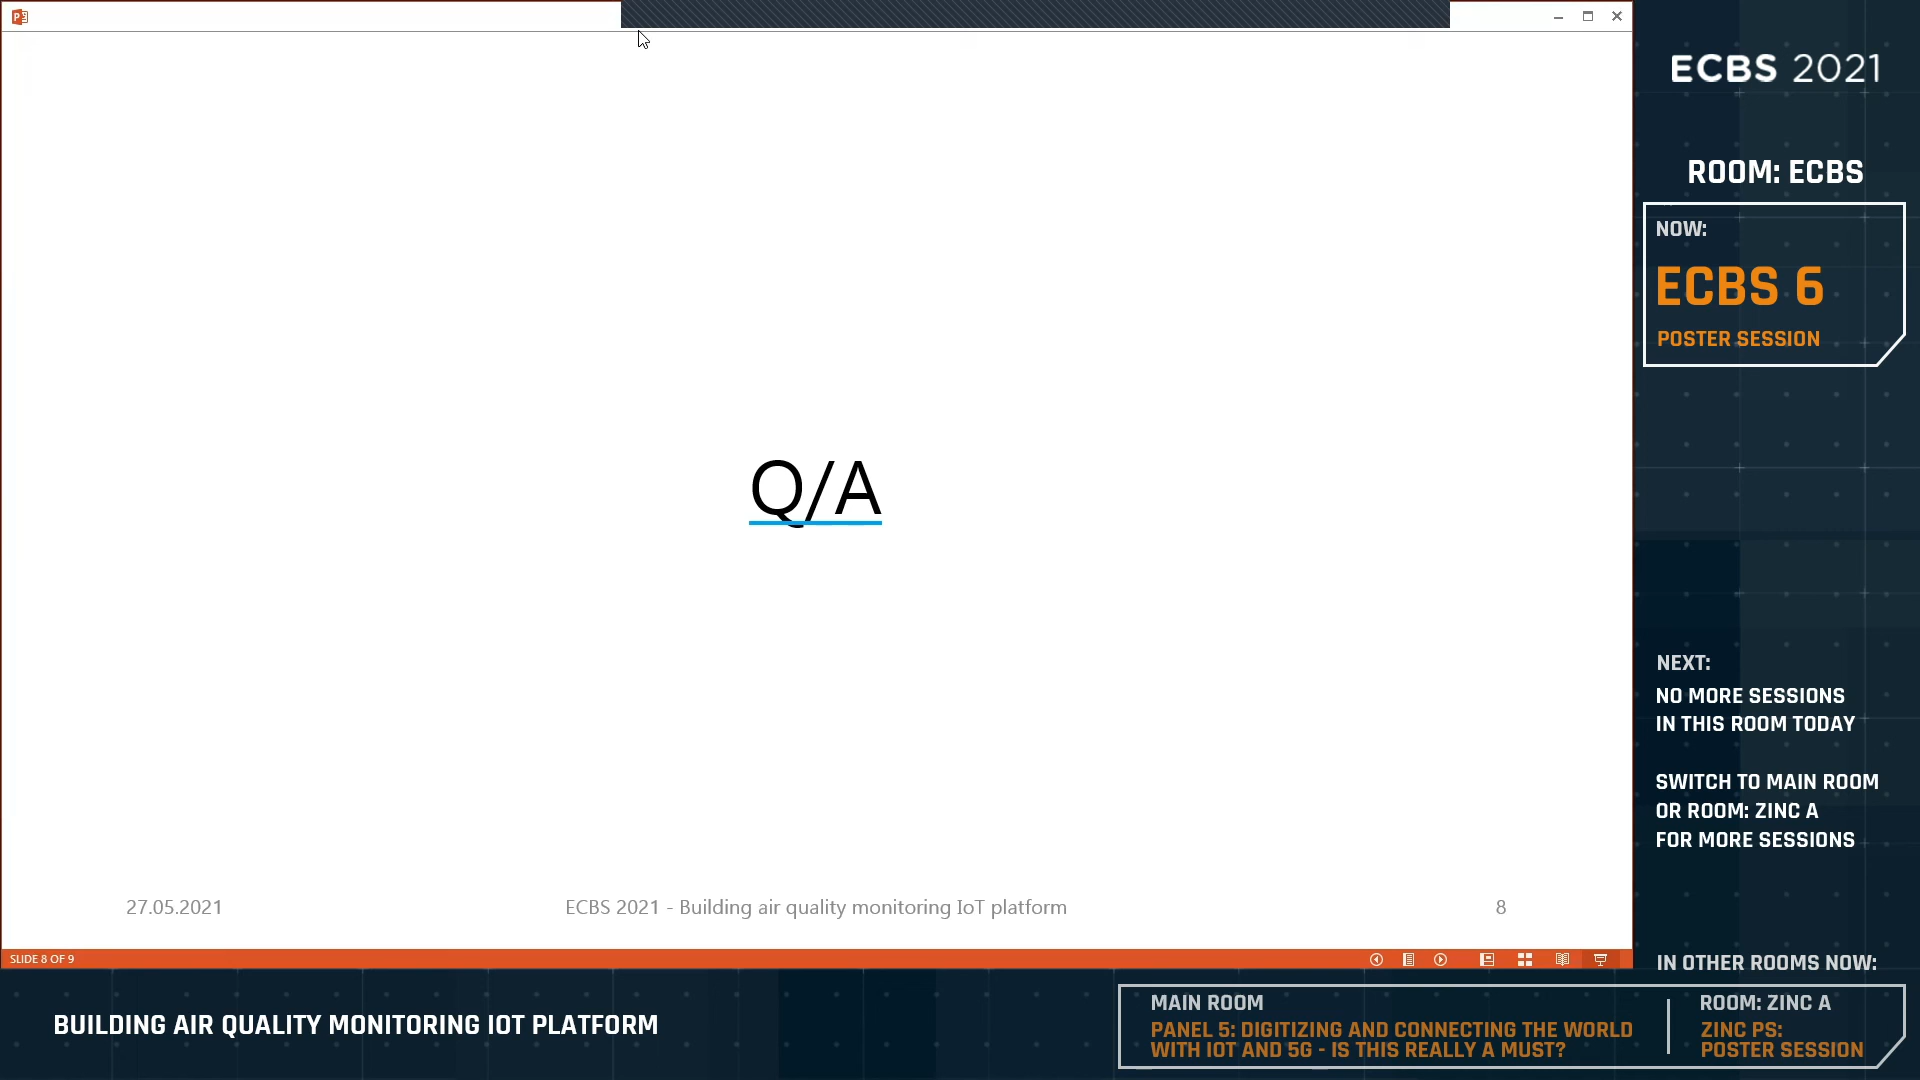 ECBS 2021
ROOM: ECBS
NOW:
ECBS 6
POSTER SESSION
Q/A
NEXT:
NO MORE SESSIONS
IN THIS ROOM TODAY
SWITCH TO MAIN ROOM
OR ROOM: ZINC A
FOR MORE SESSIONS
27.05.2021
ECBS 2021 - Building air quality monitoring IoT platform
8
SLIDE 8 OF 9
IN OTHER ROOMS NOW:
BUILDING AIR QUALITY MONITORING IOT PLATFORM
MAIN ROOM
PANEL 5: DIGITIZING AND CONNECTING THE WORLD
WITH IOT AND 5G - IS THIS REALLY A MUST?
ROOM: ZINC A
ZINC PS:
POSTER SESSION